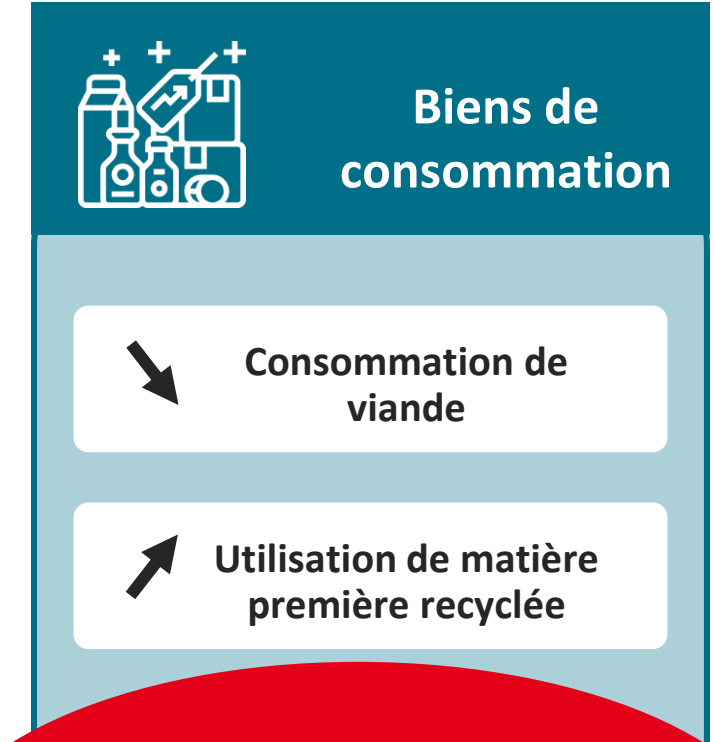 Biens de
consommation
Consommation de
viande
Utilisation de matière
première recyclée